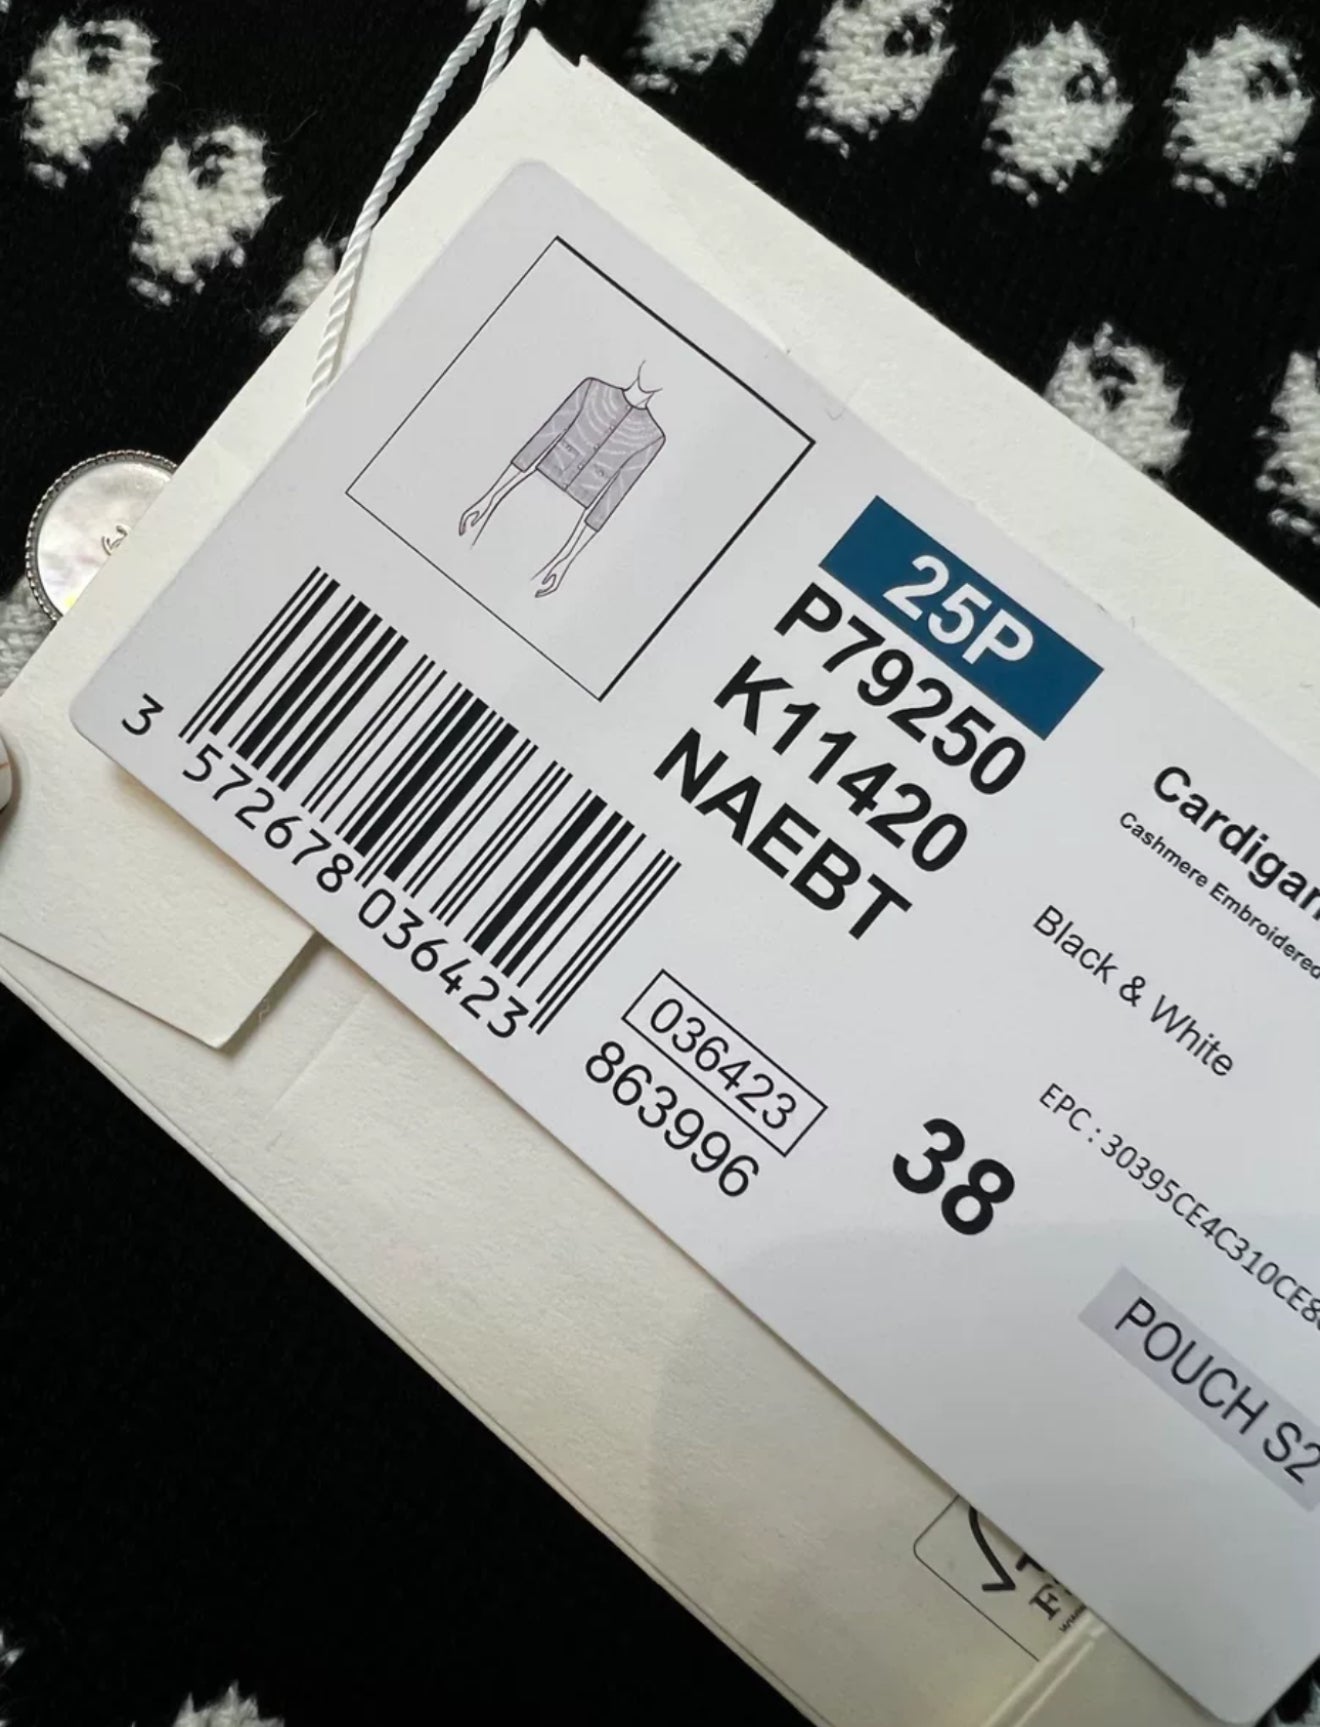 25P
P79250
K11420
NAEBT
Cardigan
Cashmere Embroidered
Black & White
3 572678 036423
036423
863996
38
EPC : 30395CE4C310CE8
POUCH S2